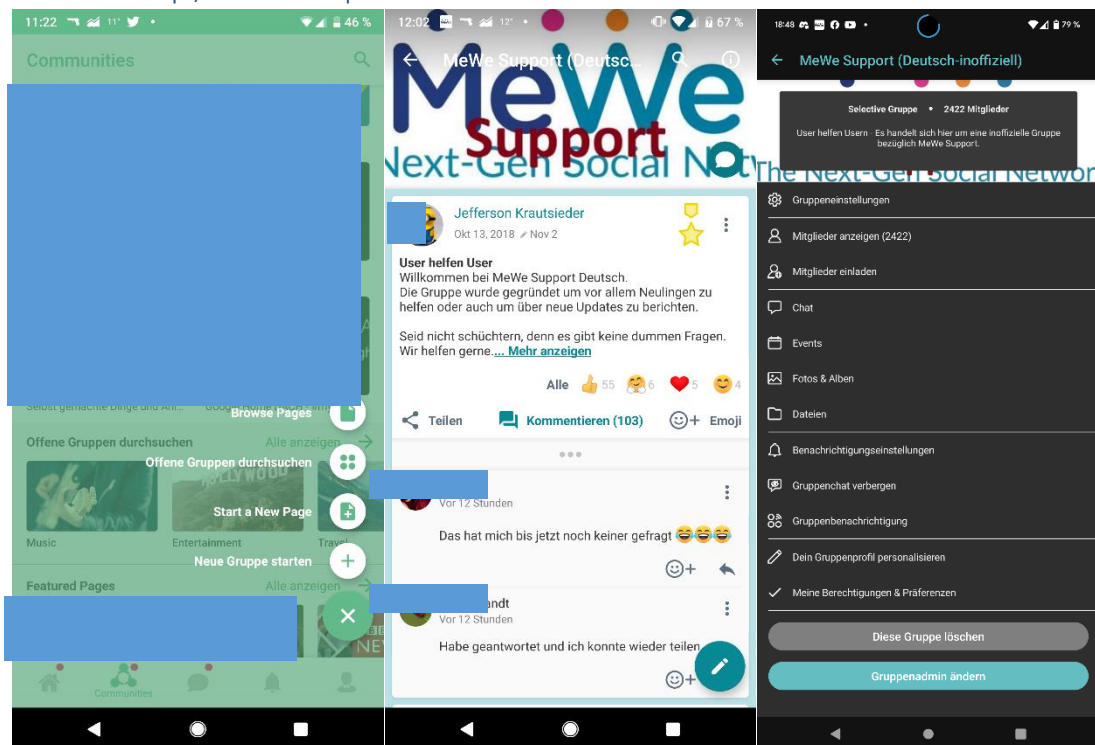 11:22
11°
46 %
Communities
Selbst gemachte Dinge und An...
Browse Pages
Offene Gruppen durchsuchen
Alle anzeigen
Offene Gruppen durchsuchen
HOLLYWOOD
Start a New Page
Music
Entertainment
Travel
Neue Gruppe starten
Featured Pages
Alle anzeigen
NE
Communities
12:02
12°
67 %
MeWe Support (Deutsc...
MeWe
Support
Next-Gen Social Net
Jefferson Krautsieder
Okt 13, 2018
Nov 2
User helfen User
Willkommen bei MeWe Support Deutsch.
Die Gruppe wurde gegründet um vor allem Neulingen zu
helfen oder auch um über neue Updates zu berichten.
Seid nicht schüchtern, denn es gibt keine dummen Fragen.
Wir helfen gerne.... Mehr anzeigen
Alle 👍 55 🤗 6 ❤️ 5 😊 4
Teilen
Kommentieren (103)
Emoji
Vor 12 Stunden
Das hat mich bis jetzt noch keiner gefragt 😂😂😂
andt
Vor 12 Stunden
Habe geantwortet und ich konnte wieder teilen
18:48
79 %
MeWe Support (Deutsch-inoffiziell)
Selective Gruppe • 2422 Mitglieder
User helfen Usern - Es handelt sich hier um eine inoffizielle Gruppe
bezüglich MeWe Support.
The Next-Gen Social Networ
Gruppeneinstellungen
Mitglieder anzeigen (2422)
Mitglieder einladen
Chat
Events
Fotos & Alben
Dateien
Benachrichtigungseinstellungen
Gruppenchat verbergen
Gruppenbenachrichtigung
Dein Gruppenprofil personalisieren
Meine Berechtigungen & Präferenzen
Diese Gruppe löschen
Gruppenadmin ändern